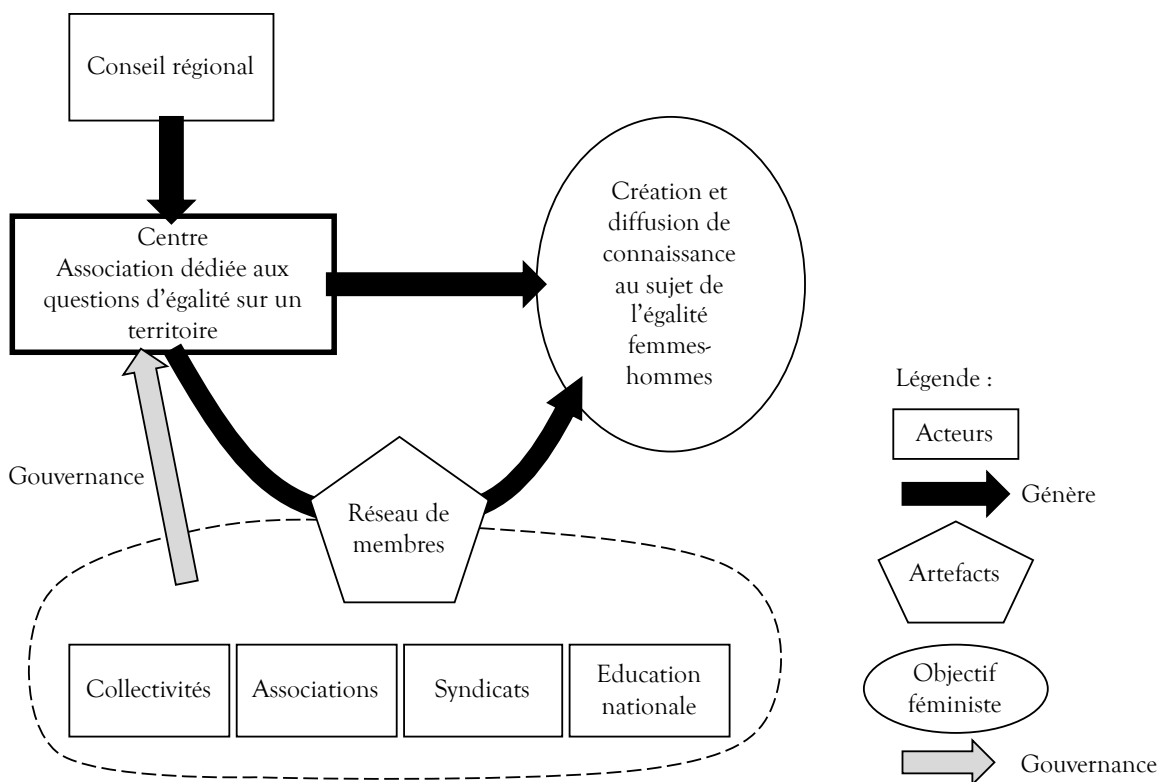 Conseil régional
Centre
Association dédiée aux
questions d’égalité sur un
territoire
Création et
diffusion de
connaissance
au sujet de
l’égalité
femmes-
hommes
Gouvernance
Réseau de
membres
Collectivités
Associations
Syndicats
Education
nationale
Légende :
Acteurs
Génère
Artefacts
Objectif
féministe
Gouvernance